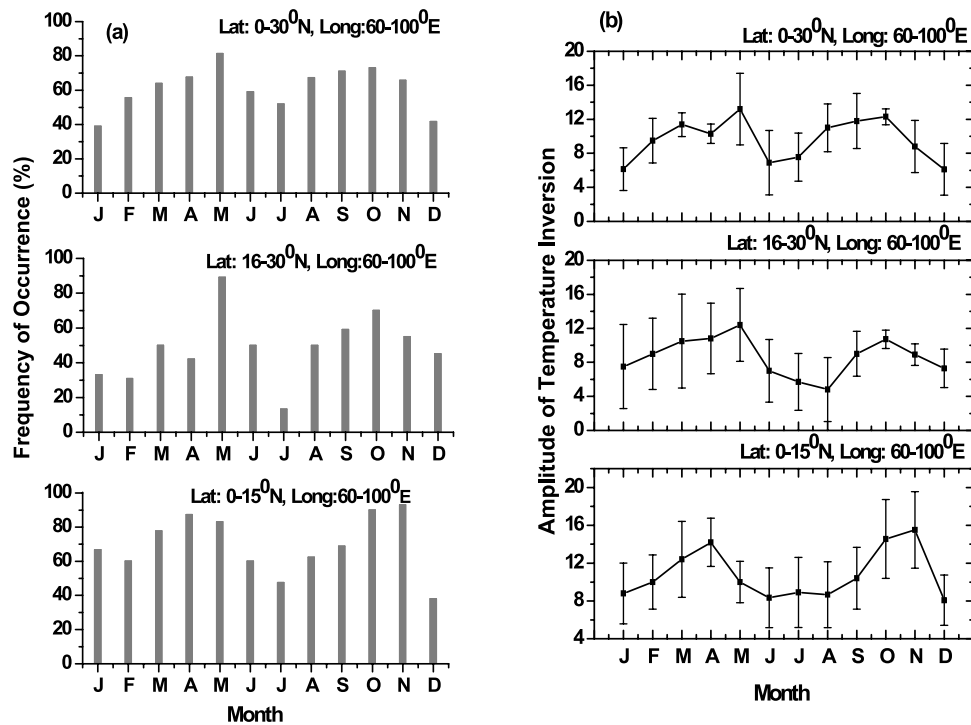 (a)
Lat: 0-30⁰N, Long:60-100⁰E
100
80
60
40
20
0
J F M A M J J A S O N D
Lat: 16-30⁰N, Long:60-100⁰E
100
80
60
40
20
0
J F M A M J J A S O N D
Lat: 0-15⁰N, Long:60-100⁰E
100
80
60
40
20
0
J F M A M J J A S O N D
Month
Frequency of Occurrence (%)
(b)
Lat: 0-30⁰N, Long: 60-100⁰E
20
16
12
8
4
0
J F M A M J J A S O N D
Lat: 16-30⁰N, Long: 60-100⁰E
20
16
12
8
4
0
J F M A M J J A S O N D
Lat: 0-15⁰N, Long: 60-100⁰E
20
16
12
8
4
J F M A M J J A S O N D
Month
Amplitude of Temperature Inversion